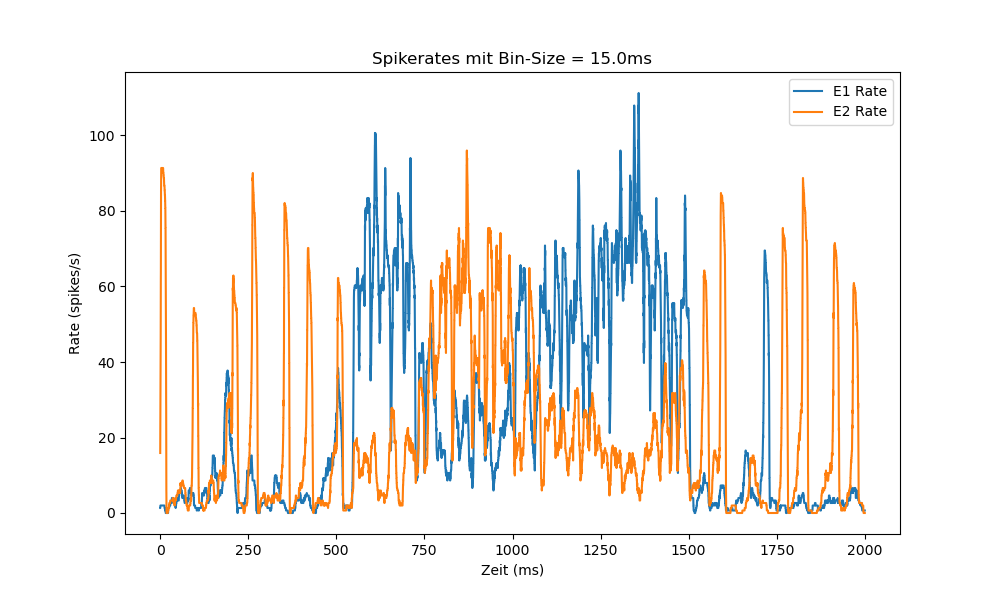 Spikerates mit Bin-Size = 15.0ms
E1 Rate
E2 Rate
Rate (spikes/s)
100
80
60
40
20
0
0 250 500 750 1000 1250 1500 1750 2000
Zeit (ms)